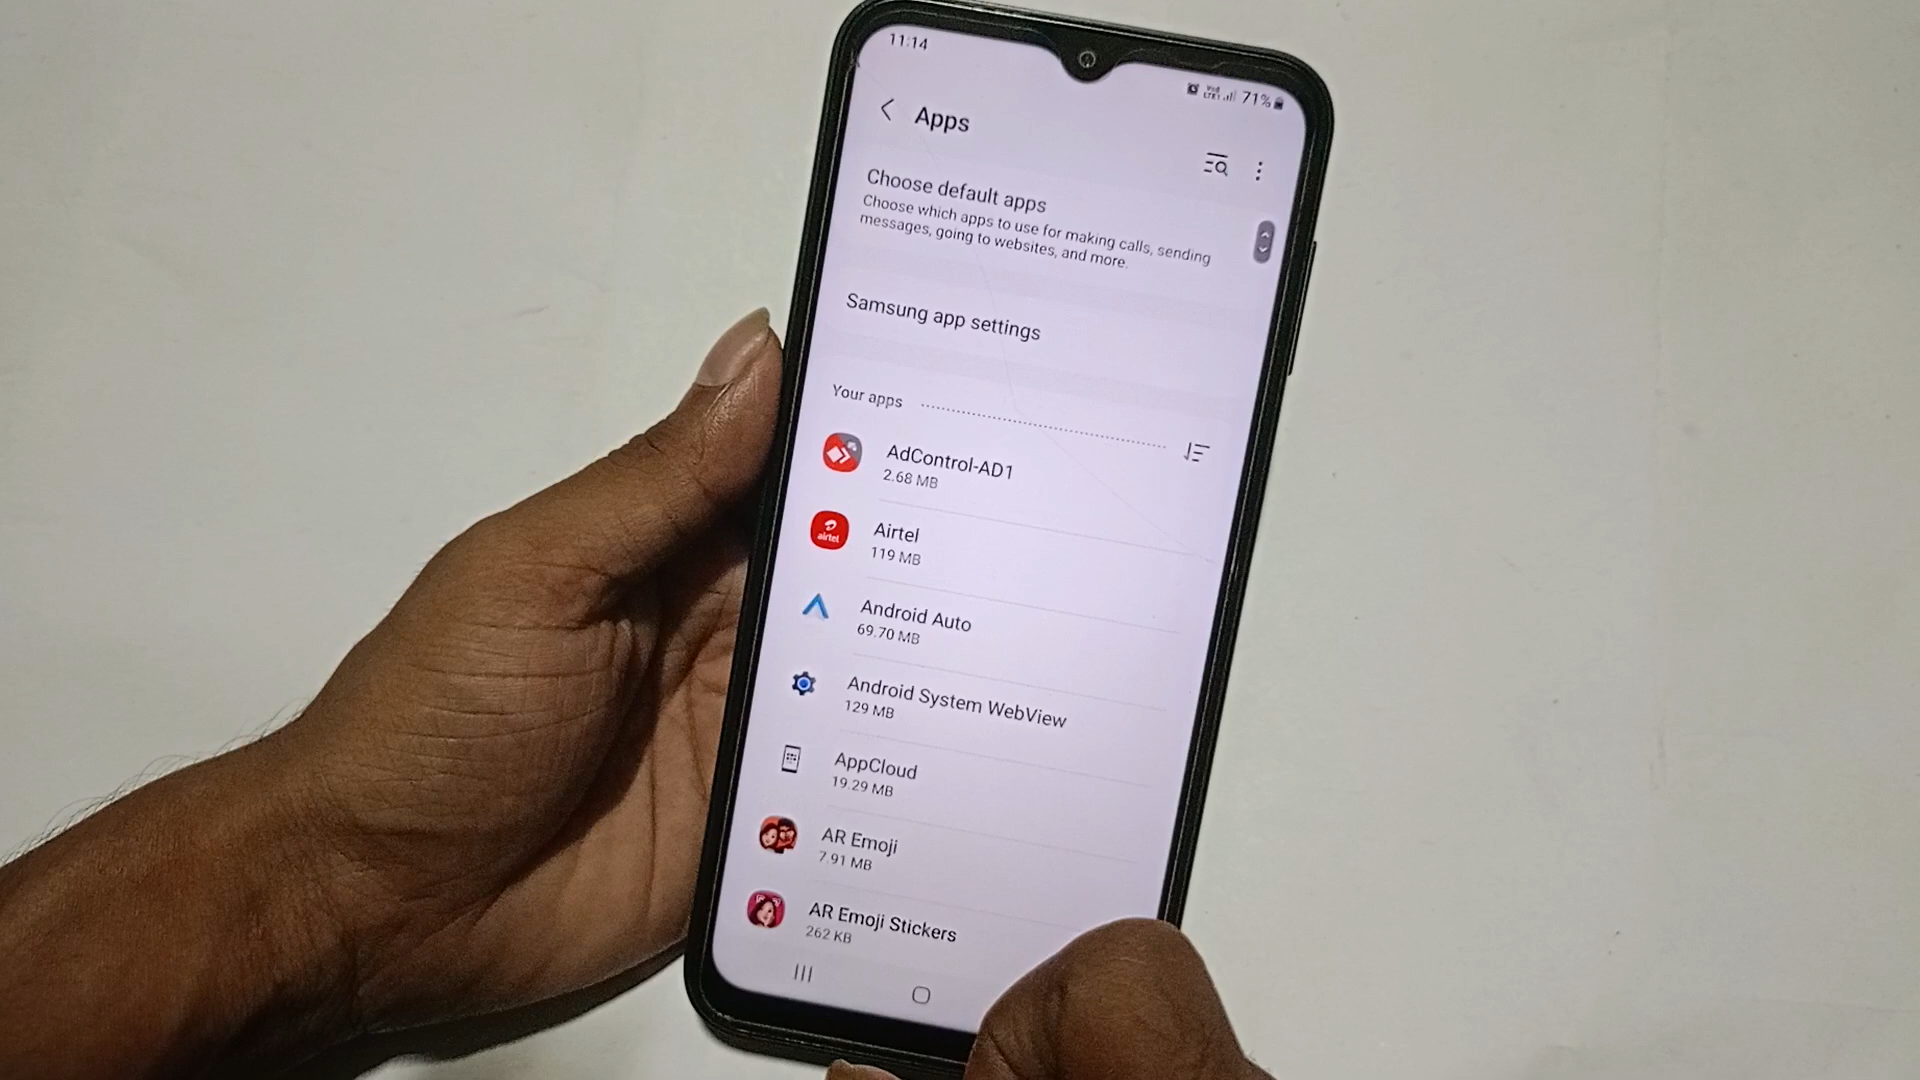 11:14
71%
Apps
Choose default apps
Choose which apps to use for making calls, sending
messages, going to websites, and more.
Samsung app settings
Your apps
AdControl-AD1
2.68 MB
airtel
Airtel
119 MB
Android Auto
69.70 MB
Android System WebView
129 MB
AppCloud
19.29 MB
AR Emoji
7.91 MB
AR Emoji Stickers
262 KB